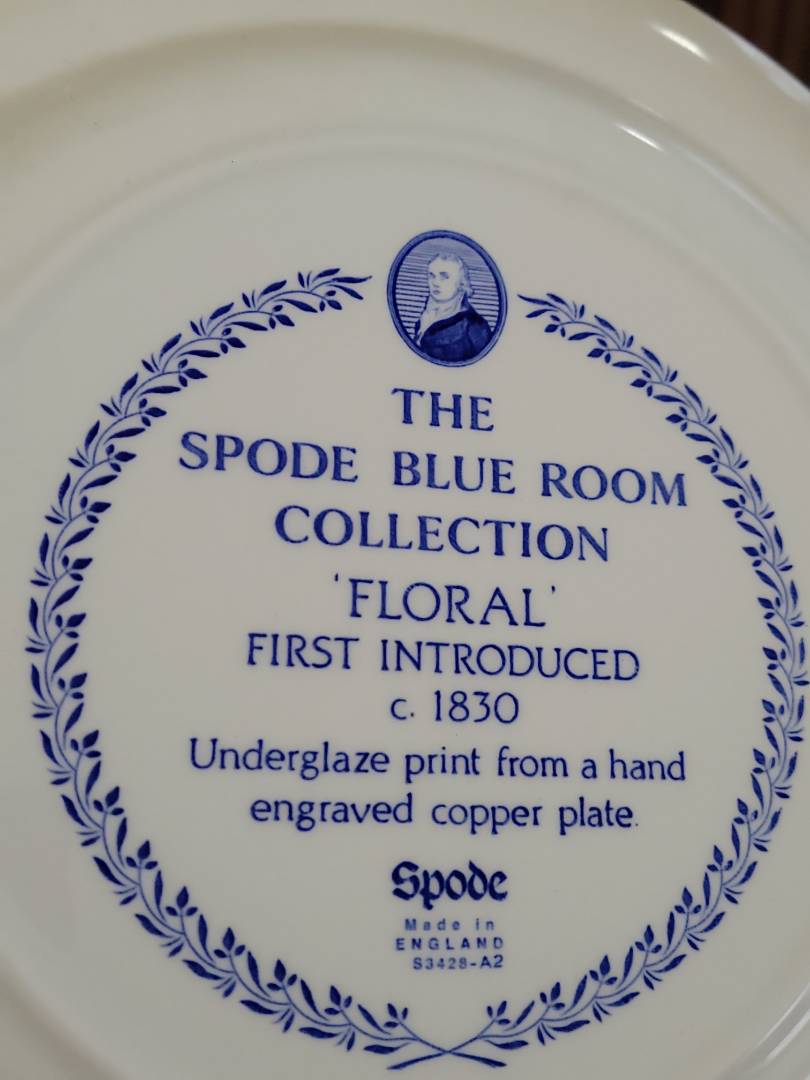 THE
SPODE BLUE ROOM
COLLECTION
'FLORAL'
FIRST INTRODUCED
c. 1830
Underglaze print from a hand
engraved copper plate.
Spode
Made in
ENGLAND
S3428-A2